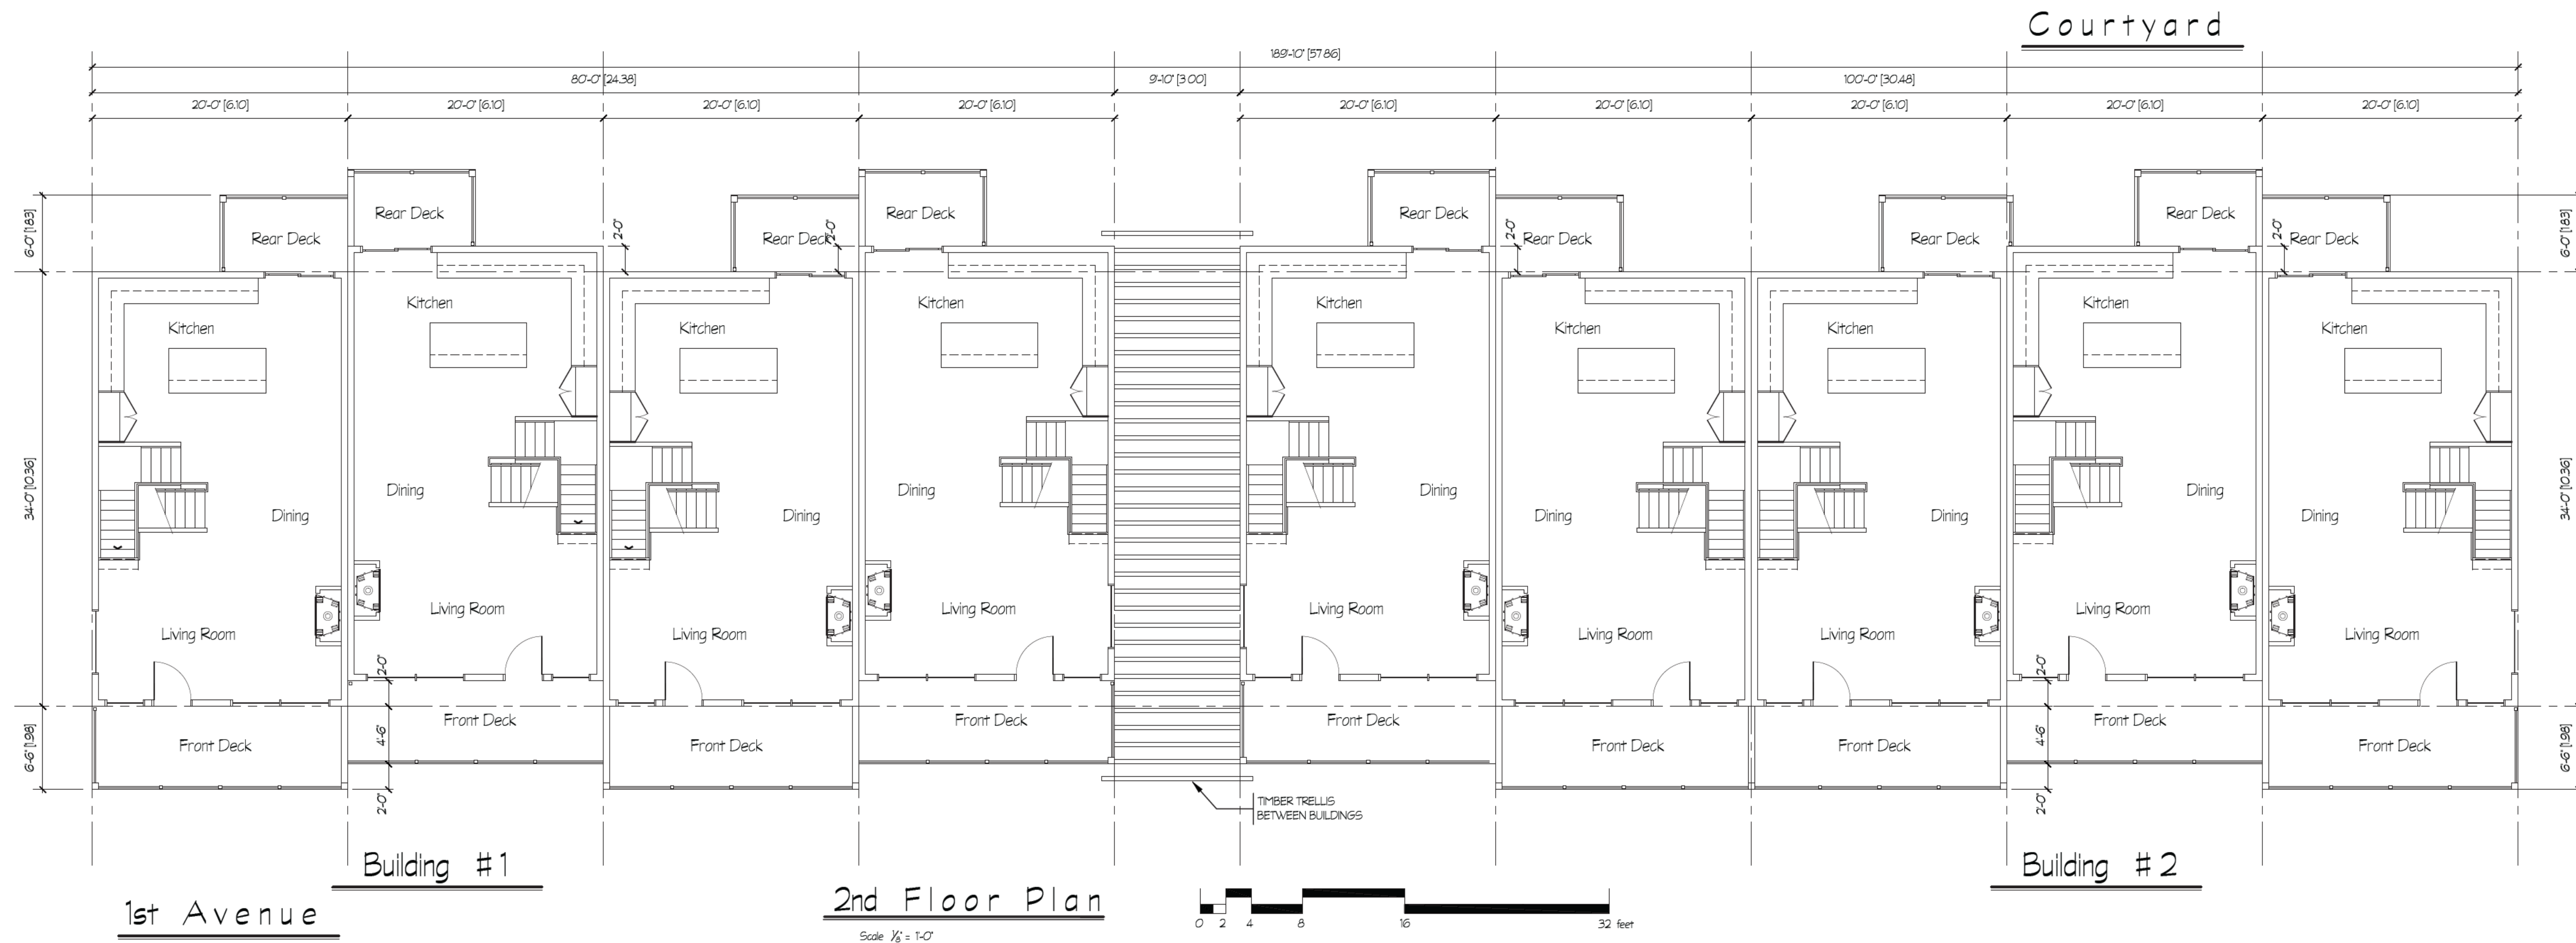 Courtyard
189'-10" [57.86]
80'-0" [24.38] 9'-10" [3.00] 100'-0" [30.48]
20'-0" [6.10] 20'-0" [6.10] 20'-0" [6.10] 20'-0" [6.10] 20'-0" [6.10] 20'-0" [6.10] 20'-0" [6.10] 20'-0" [6.10] 20'-0" [6.10]
Rear Deck Rear Deck Rear Deck Rear Deck
6'-0" [1.83] 2'-0" 2'-0" 2'-0" 2'-0" 6'-0" [1.83]
Rear Deck Rear Deck Rear Deck Rear Deck Rear Deck
Kitchen Kitchen Kitchen Kitchen
Kitchen Kitchen Kitchen Kitchen Kitchen
34'-0" [10.36] 34'-0" [10.36]
Dining Dining Dining Dining
Dining Dining Dining Dining Dining
Living Room Living Room Living Room Living Room
Living Room Living Room Living Room Living Room Living Room
2'-0" 2'-0"
Front Deck Front Deck Front Deck Front Deck
6'-6" [1.98] 4'-6" 4'-6" 6'-6" [1.98]
Front Deck Front Deck Front Deck Front Deck Front Deck
2'-0" 2'-0"
TIMBER TRELLIS
BETWEEN BUILDINGS
Building #1
Building #2
2nd Floor Plan
1st Avenue
0 2 4 8 16 32 feet
Scale 1/8" = 1'-0"